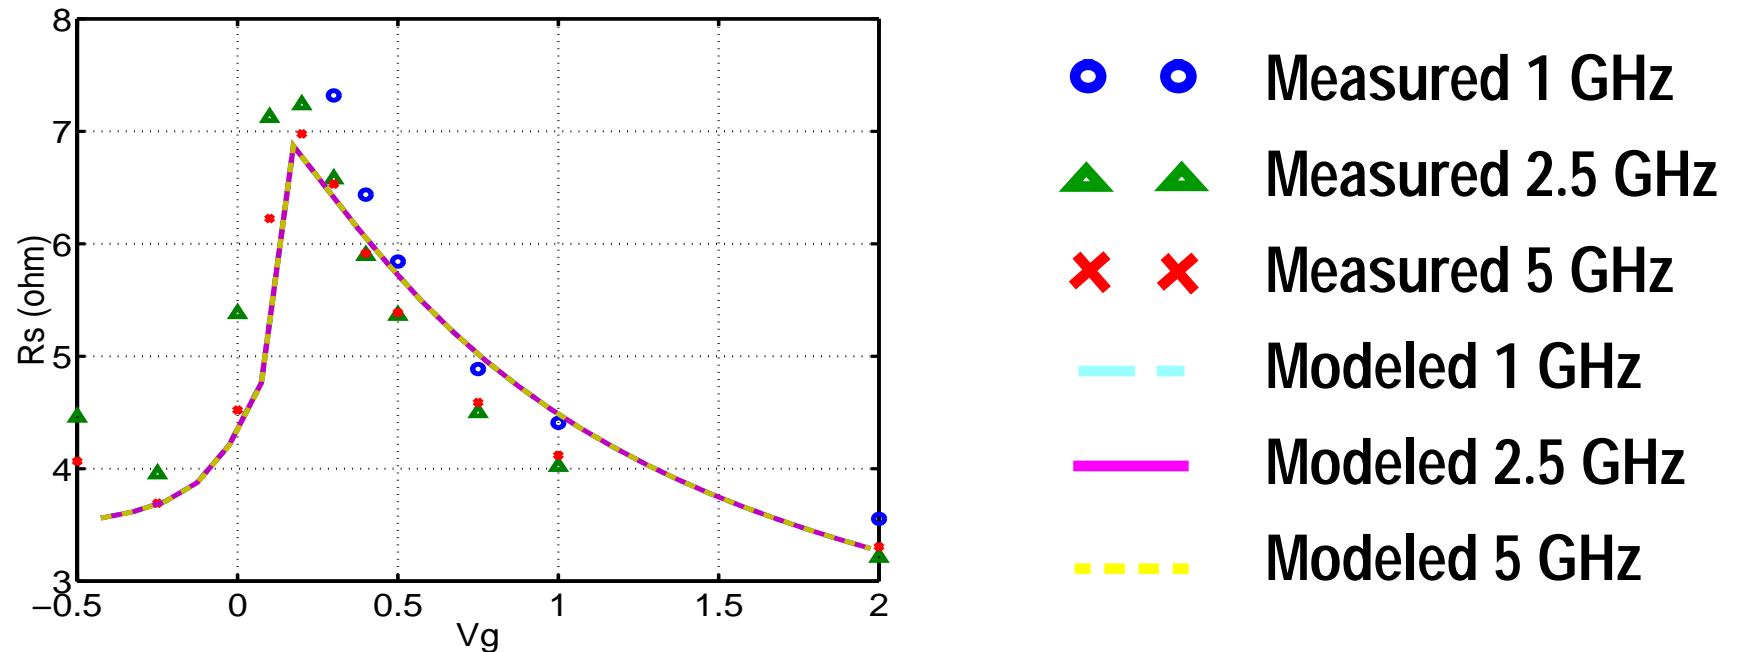 8
7
6
5
4
3
Rs (ohm)
−0.5
0
0.5
1
1.5
2
Vg
Measured 1 GHz
Measured 2.5 GHz
Measured 5 GHz
Modeled 1 GHz
Modeled 2.5 GHz
Modeled 5 GHz